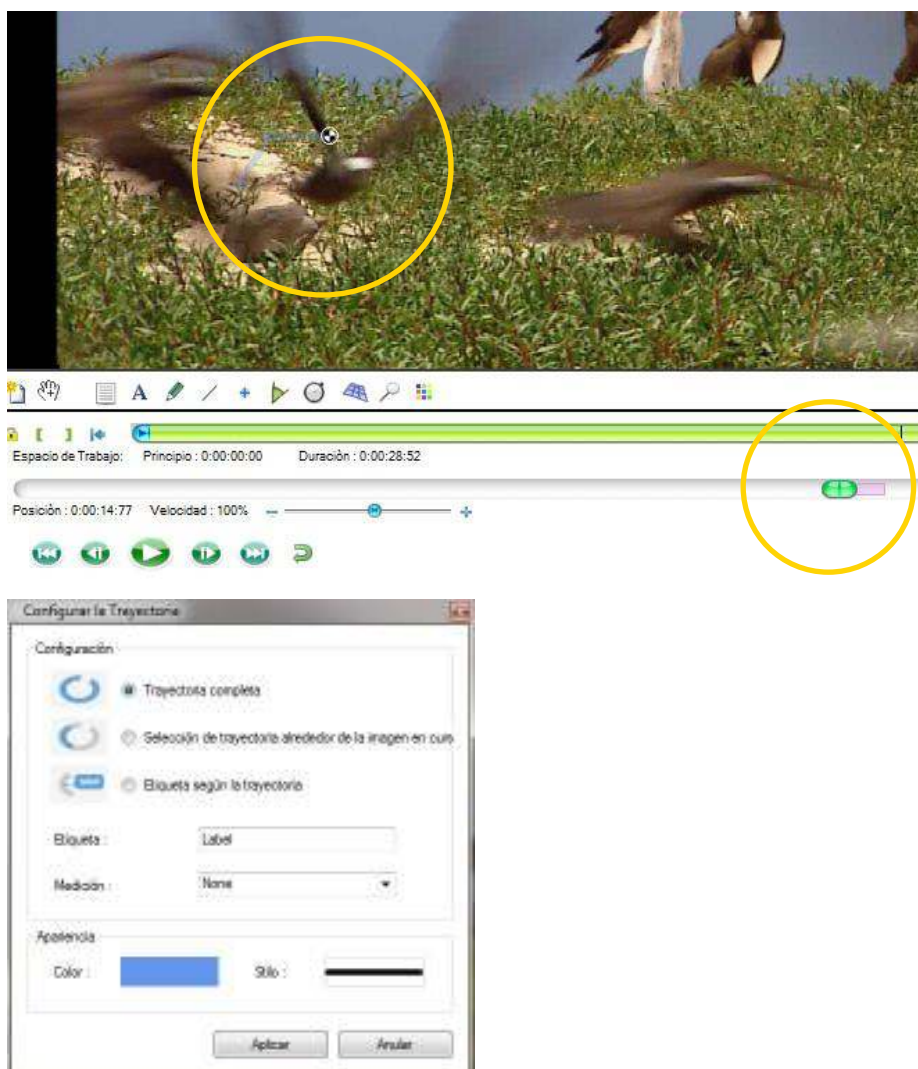 A
Espacio de Trabajo: Principio : 0:00:00:00 Duración : 0:00:28:52
Posición : 0:00:14:77 Velocidad : 100%
Configurar la Trayectoria
Configuración
Trayectoria completa
Selección de trayectoria alrededor de la imagen en curs
Etiqueta según la trayectoria
Etiqueta : Label
Medición : None
Apariencia
Color : Stilo :
Aplicar Anular